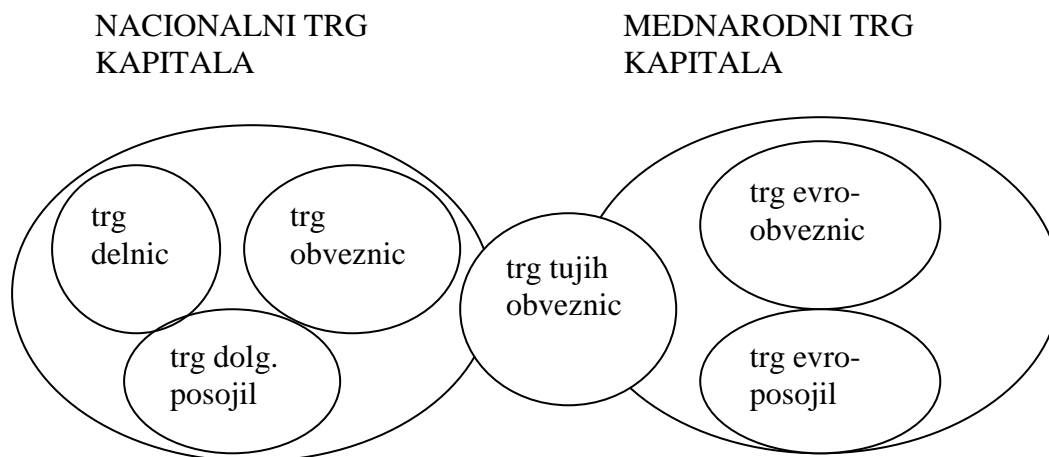 NACIONALNI TRG
KAPITALA
MEDNARODNI TRG
KAPITALA
trg
delnic
trg
obveznic
trg dolg.
posojil
trg tujih
obveznic
trg evro-
obveznic
trg evro-
posojil